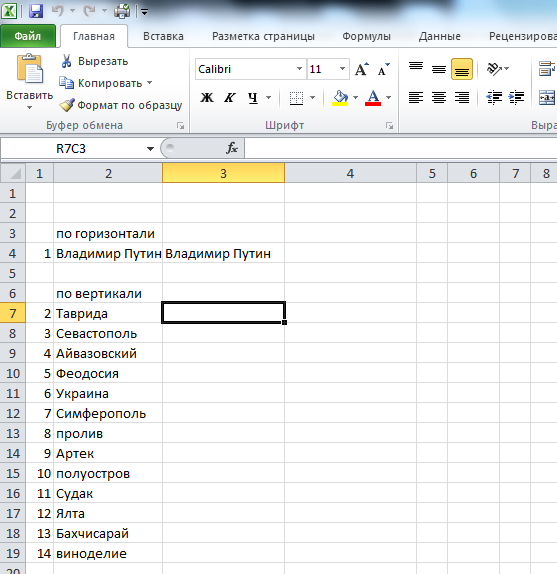 Файл Главная Вставка Разметка страницы Формулы Данные Рецензирова
Вставить
Вырезать
Копировать
Формат по образцу
Буфер обмена
Calibri 11
Ж К Ч
Шрифт
Выра
R7C3 fx
1 2 3 4 5 6 7 8
1
2
3 по горизонтали
4 1 Владимир Путин Владимир Путин
5
6 по вертикали
7 2 Таврида
8 3 Севастополь
9 4 Айвазовский
10 5 Феодосия
11 6 Украина
12 7 Симферополь
13 8 пролив
14 9 Артек
15 10 полуостров
16 11 Судак
17 12 Ялта
18 13 Бахчисарай
19 14 виноделие
20